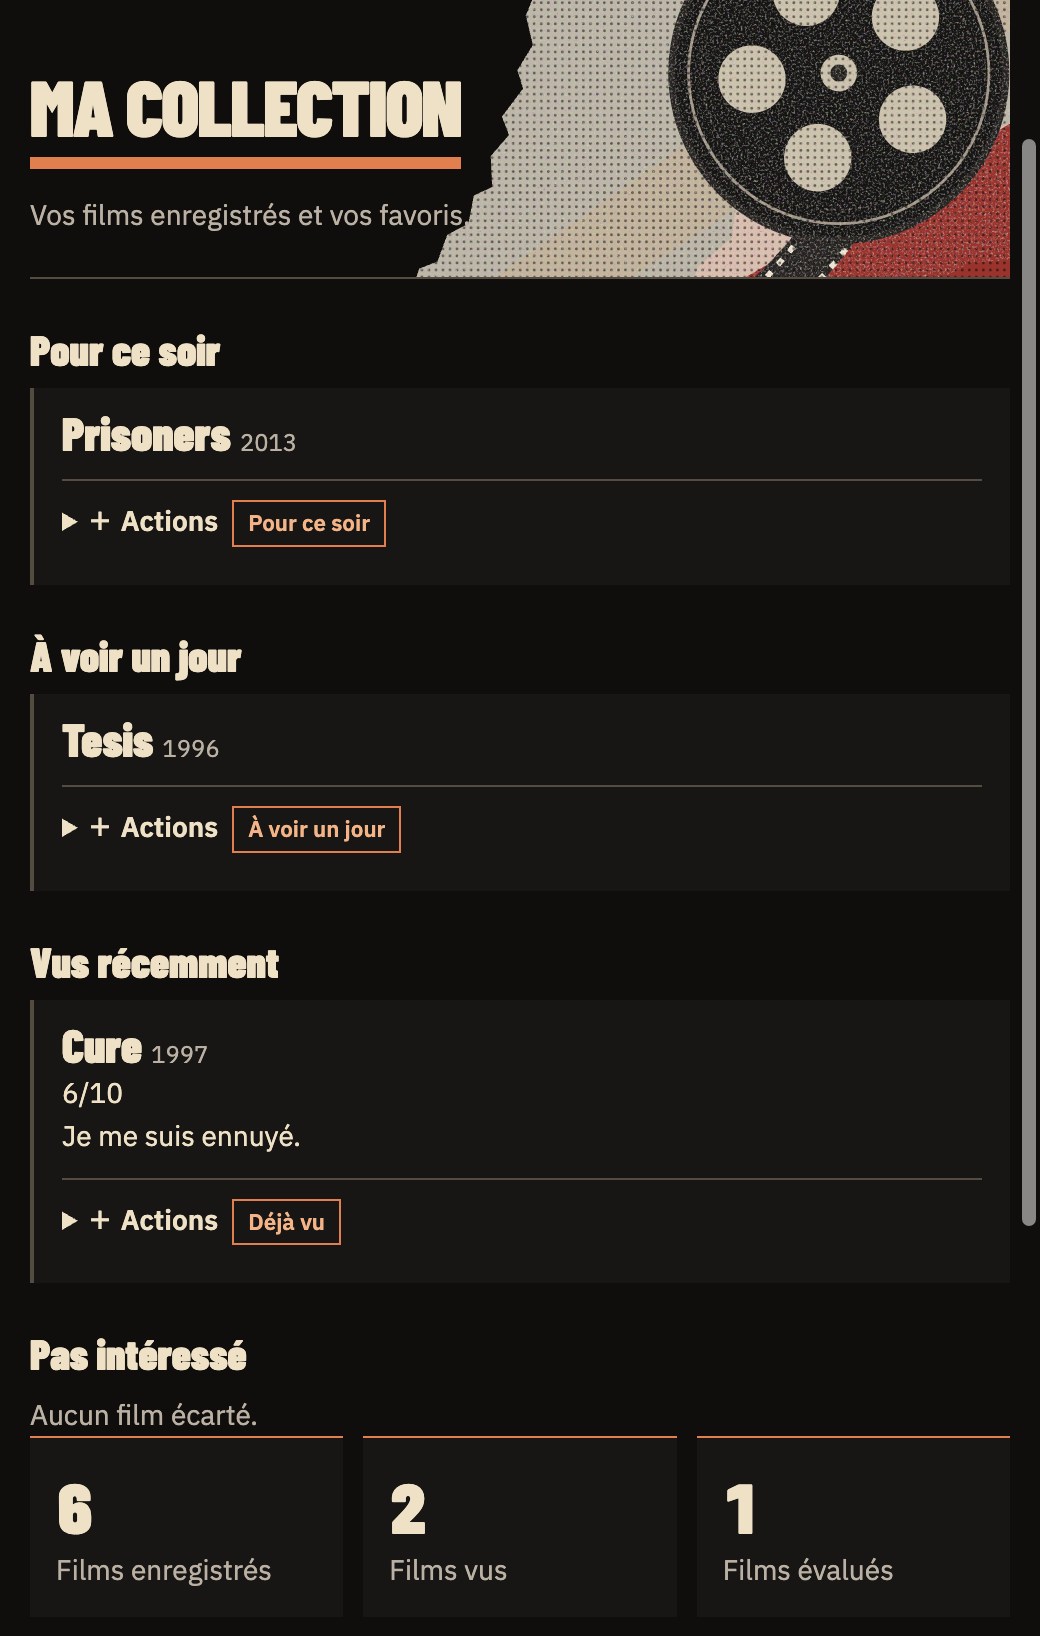 MA COLLECTION
Vos films enregistrés et vos favoris.
Pour ce soir
Prisoners 2013
+ Actions Pour ce soir
À voir un jour
Tesis 1996
+ Actions À voir un jour
Vus récemment
Cure 1997
6/10
Je me suis ennuyé.
+ Actions Déjà vu
Pas intéressé
Aucun film écarté.
6 2 1
Films enregistrés Films vus Films évalués